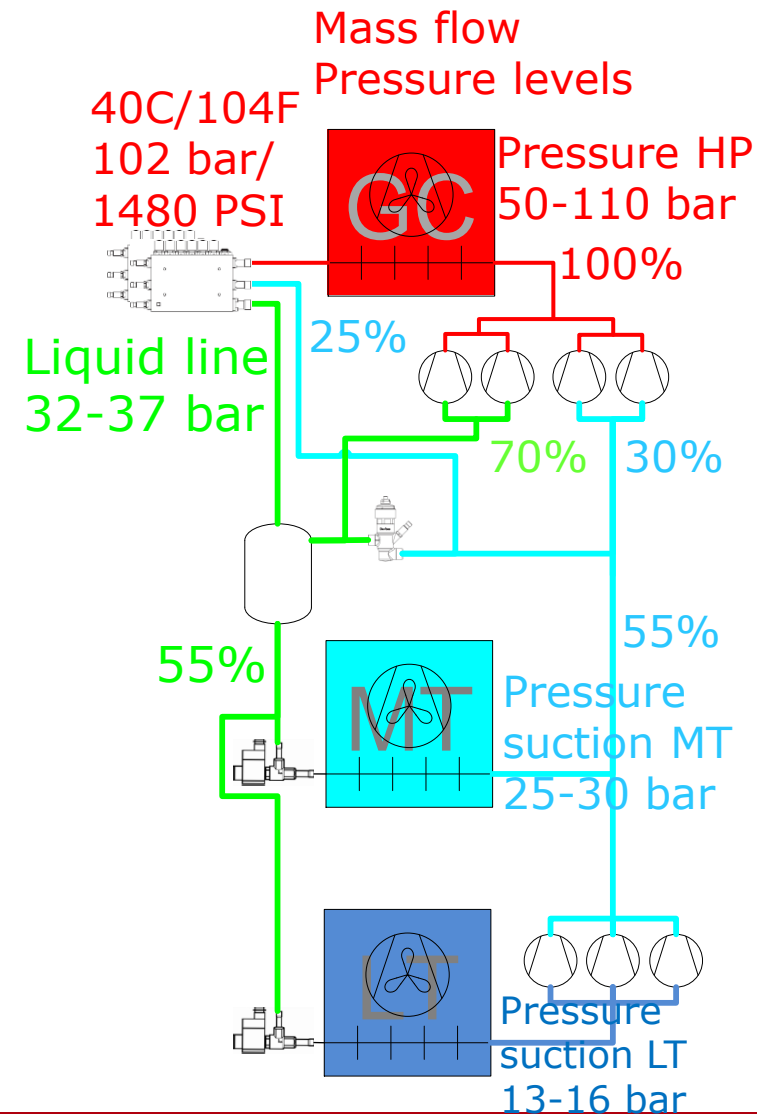 Mass flow
Pressure levels
40C/104F
102 bar/
1480 PSI
GC
Pressure HP
50-110 bar
100%
25%
Liquid line
32-37 bar
70%
30%
55%
55%
MT
Pressure
suction MT
25-30 bar
LT
Pressure
suction LT
13-16 bar